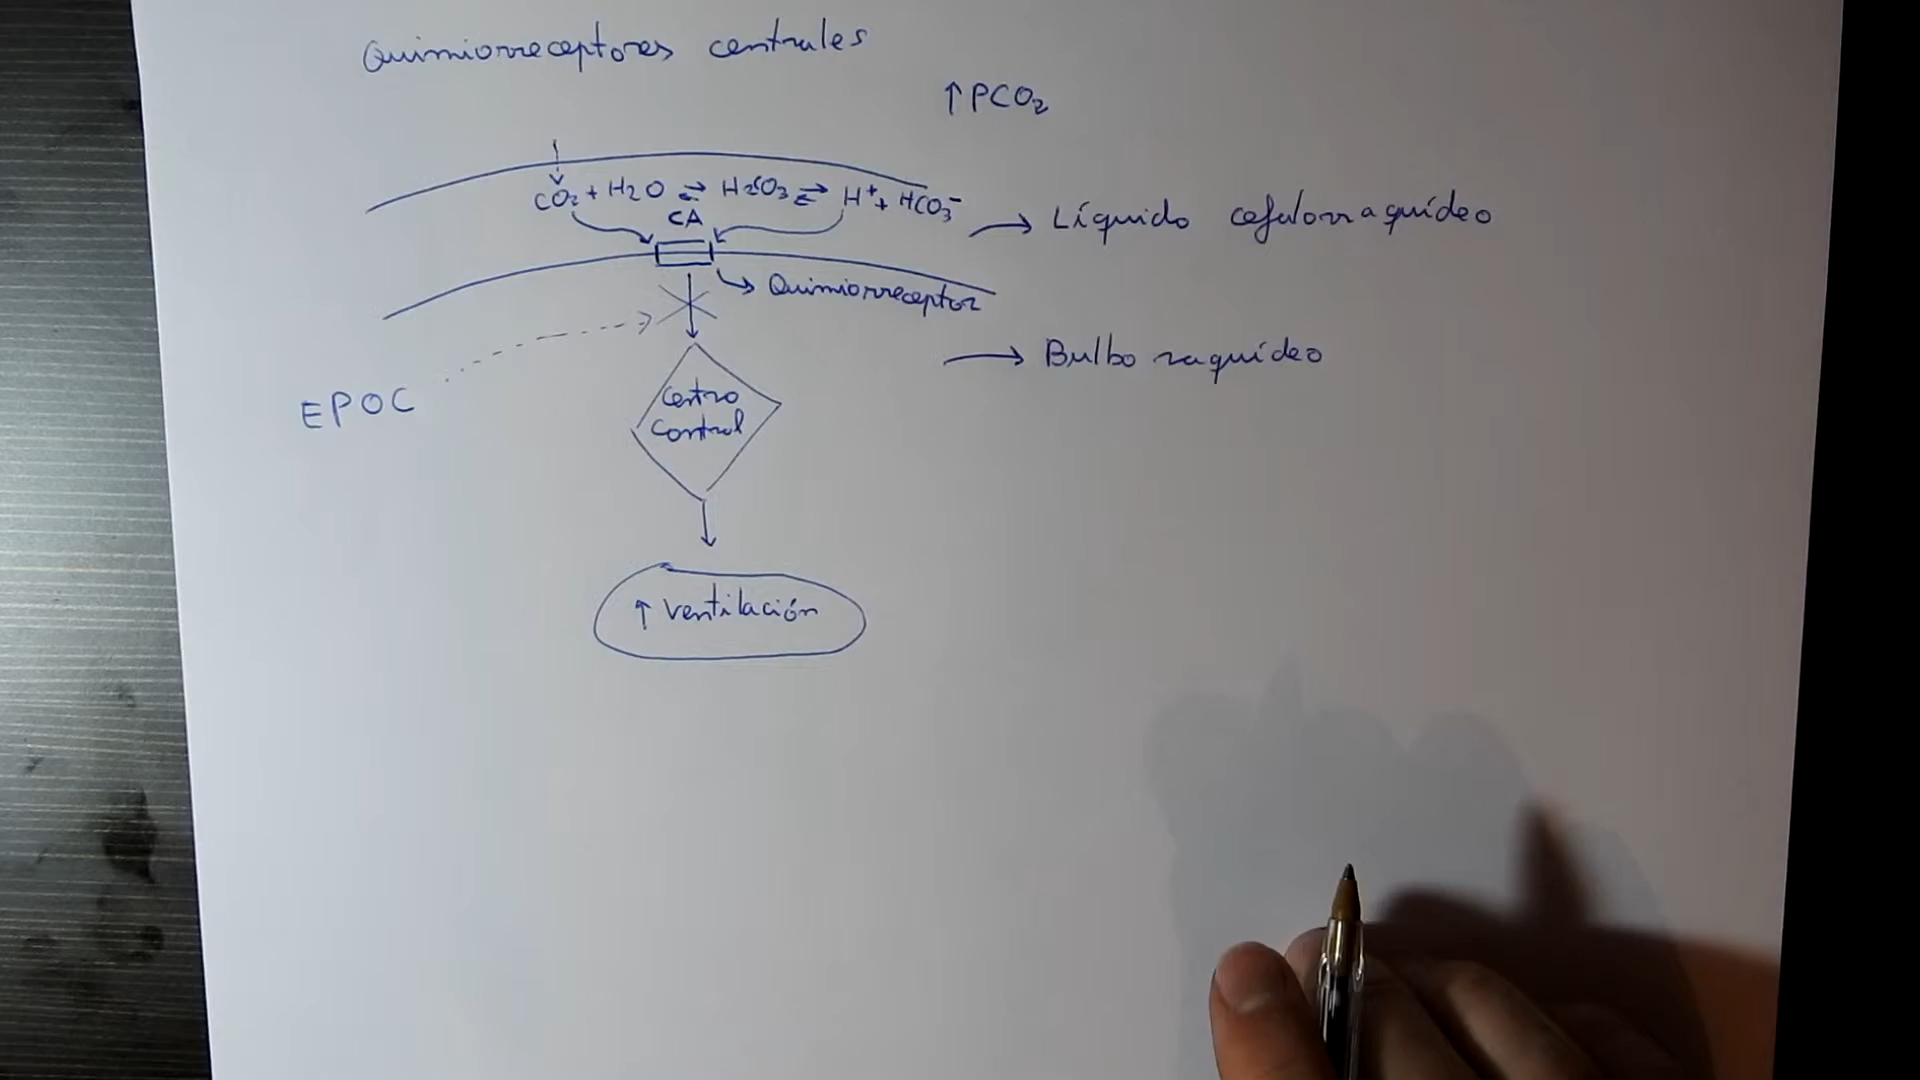 Quimiorreceptores centrales
↑PCO₂
CO₂ + H₂O ⇄ H₂CO₃ ⇄ H⁺ + HCO₃⁻
CA
Líquido cefalorraquídeo
Quimiorreceptor
Bulbo raquídeo
EPOC
Centro
Control
↑ Ventilación